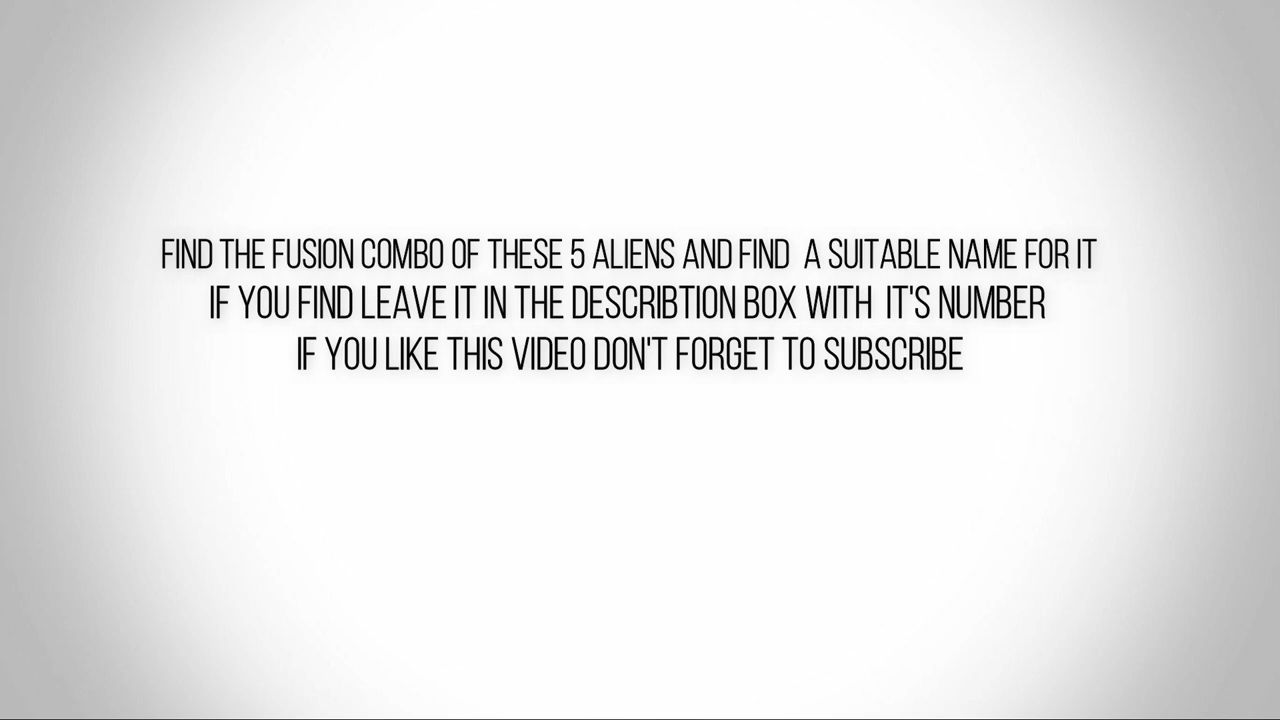 FIND THE FUSION COMBO OF THESE 5 ALIENS AND FIND A SUITABLE NAME FOR IT
IF YOU FIND LEAVE IT IN THE DESCRIBTION BOX WITH IT'S NUMBER
IF YOU LIKE THIS VIDEO DON'T FORGET TO SUBSCRIBE